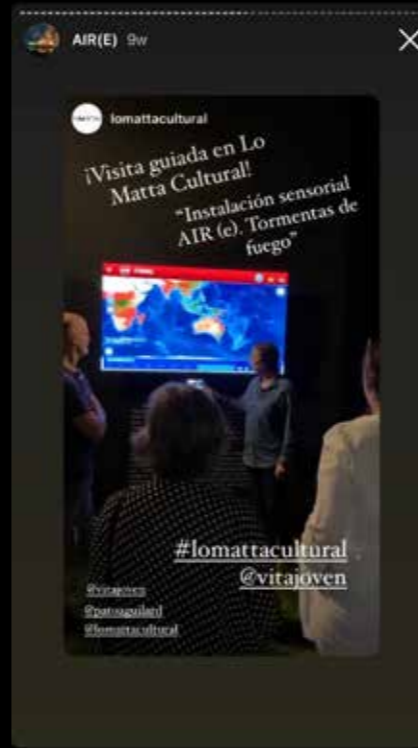 AIR(E) 9w
lomattacultural
¡Visita guiada en Lo
Matta Cultural!
“Instalación sensorial
AIR (e). Tormentas de
fuego”
#lomattacultural
@vitajoven
@vitajoven
@patoaguilard
@lomattacultural